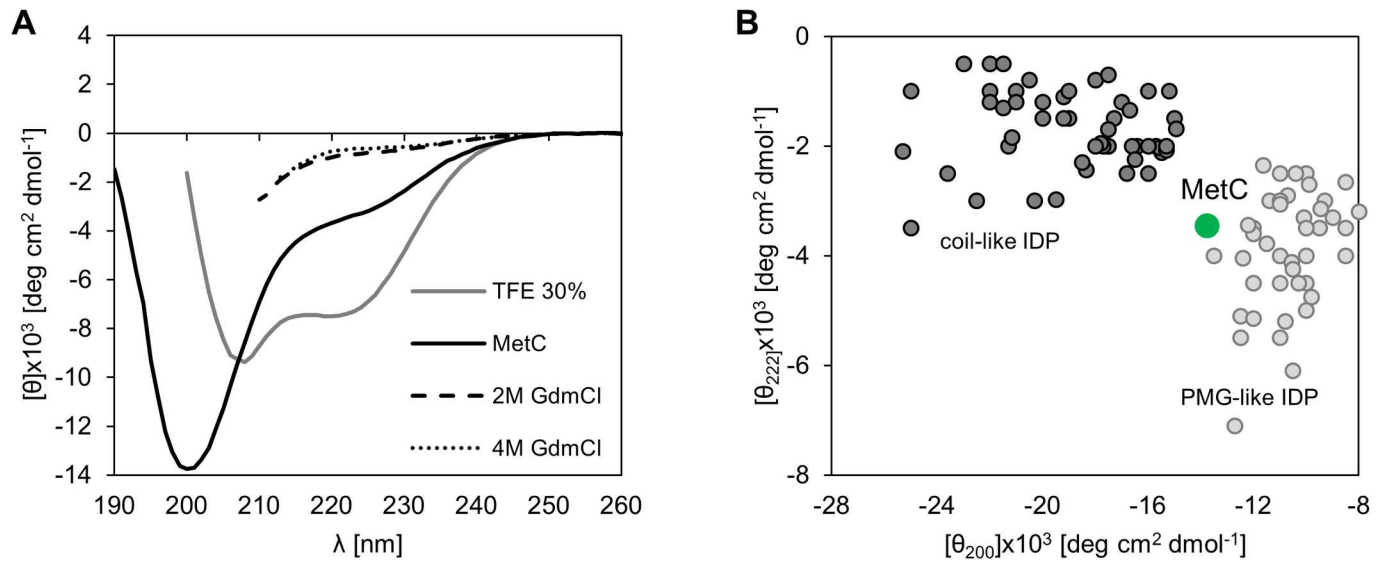 A
4
2
0
-2
-4
-6
-8
-10
-12
-14
190 200 210 220 230 240 250 260
λ [nm]
[θ]x10³ [deg cm² dmol⁻¹]
TFE 30%
MetC
2M GdmCl
4M GdmCl
B
0
-2
-4
-6
-8
-28 -24 -20 -16 -12 -8
[θ₂₀₀]x10³ [deg cm² dmol⁻¹]
[θ₂₂₂]x10³ [deg cm² dmol⁻¹]
MetC
coil-like IDP
PMG-like IDP